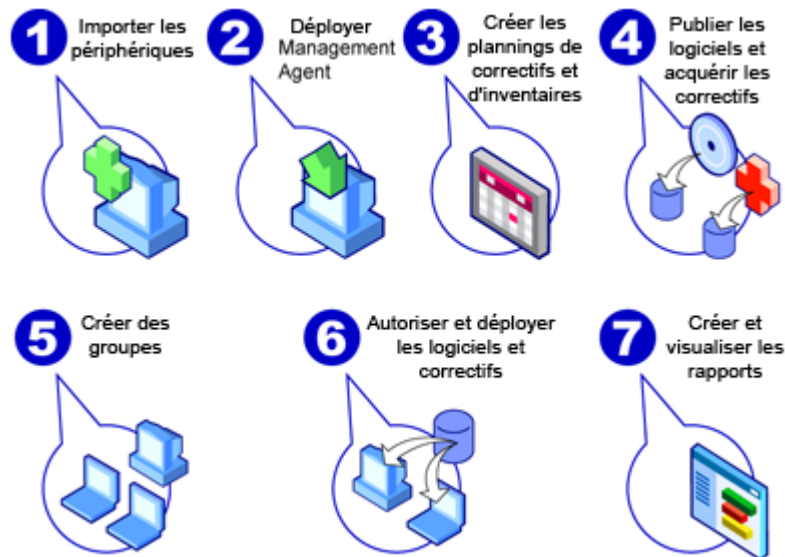 1
Importer les
périphériques
2
Déployer
Management
Agent
3
Créer les
plannings de
correctifs et
d'inventaires
4
Publier les
logiciels et
acquérir les
correctifs
5
Créer des
groupes
6
Autoriser et déployer
les logiciels et
correctifs
7
Créer et
visualiser les
rapports